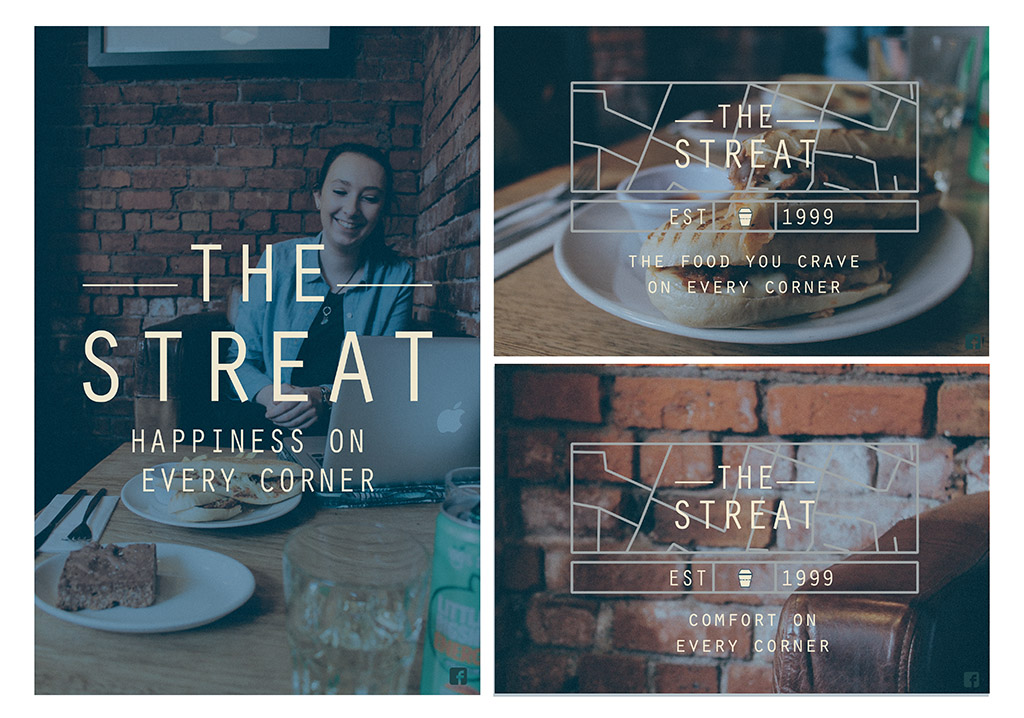 THE
STREAT
HAPPINESS ON
EVERY CORNER
THE
STREAT
EST 1999
THE FOOD YOU CRAVE
ON EVERY CORNER
THE
STREAT
EST 1999
COMFORT ON
EVERY CORNER